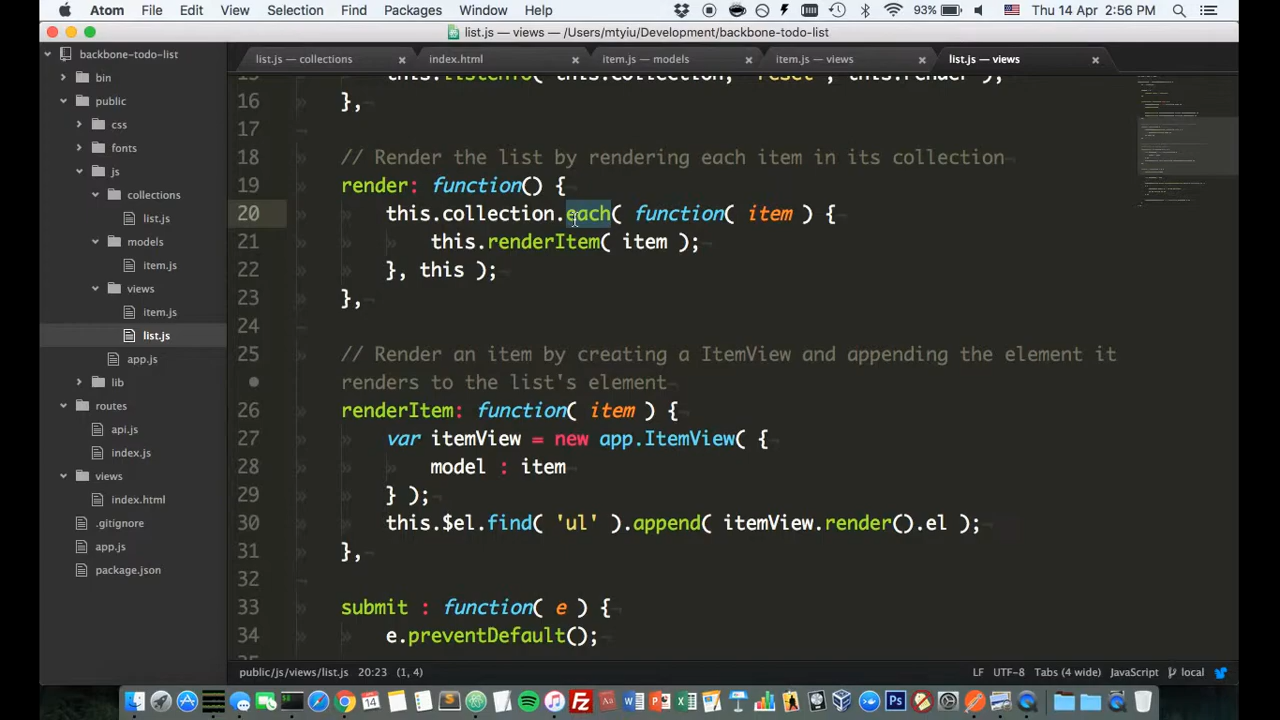 Atom File Edit View Selection Find Packages Window Help 93% Thu 14 Apr 2:56 PM
list.js — views — /Users/mtyiu/Development/backbone-todo-list
backbone-todo-list
bin
public
css
fonts
js
collections
list.js
models
item.js
views
item.js
list.js
app.js
lib
routes
api.js
index.js
views
index.html
.gitignore
app.js
package.json
list.js — collections index.html item.js — models item.js — views list.js — views
16 },
17
18 // Render the list by rendering each item in its collection
19 render: function() {
20 this.collection.each( function( item ) {
21 this.renderItem( item );
22 }, this );
23 },
24
25 // Render an item by creating a ItemView and appending the element it
renders to the list's element
26 renderItem: function( item ) {
27 var itemView = new app.ItemView( {
28 model : item
29 } );
30 this.$el.find( 'ul' ).append( itemView.render().el );
31 },
32
33 submit : function( e ) {
34 e.preventDefault();
public/js/views/list.js 20:23 (1, 4) LF UTF-8 Tabs (4 wide) JavaScript local